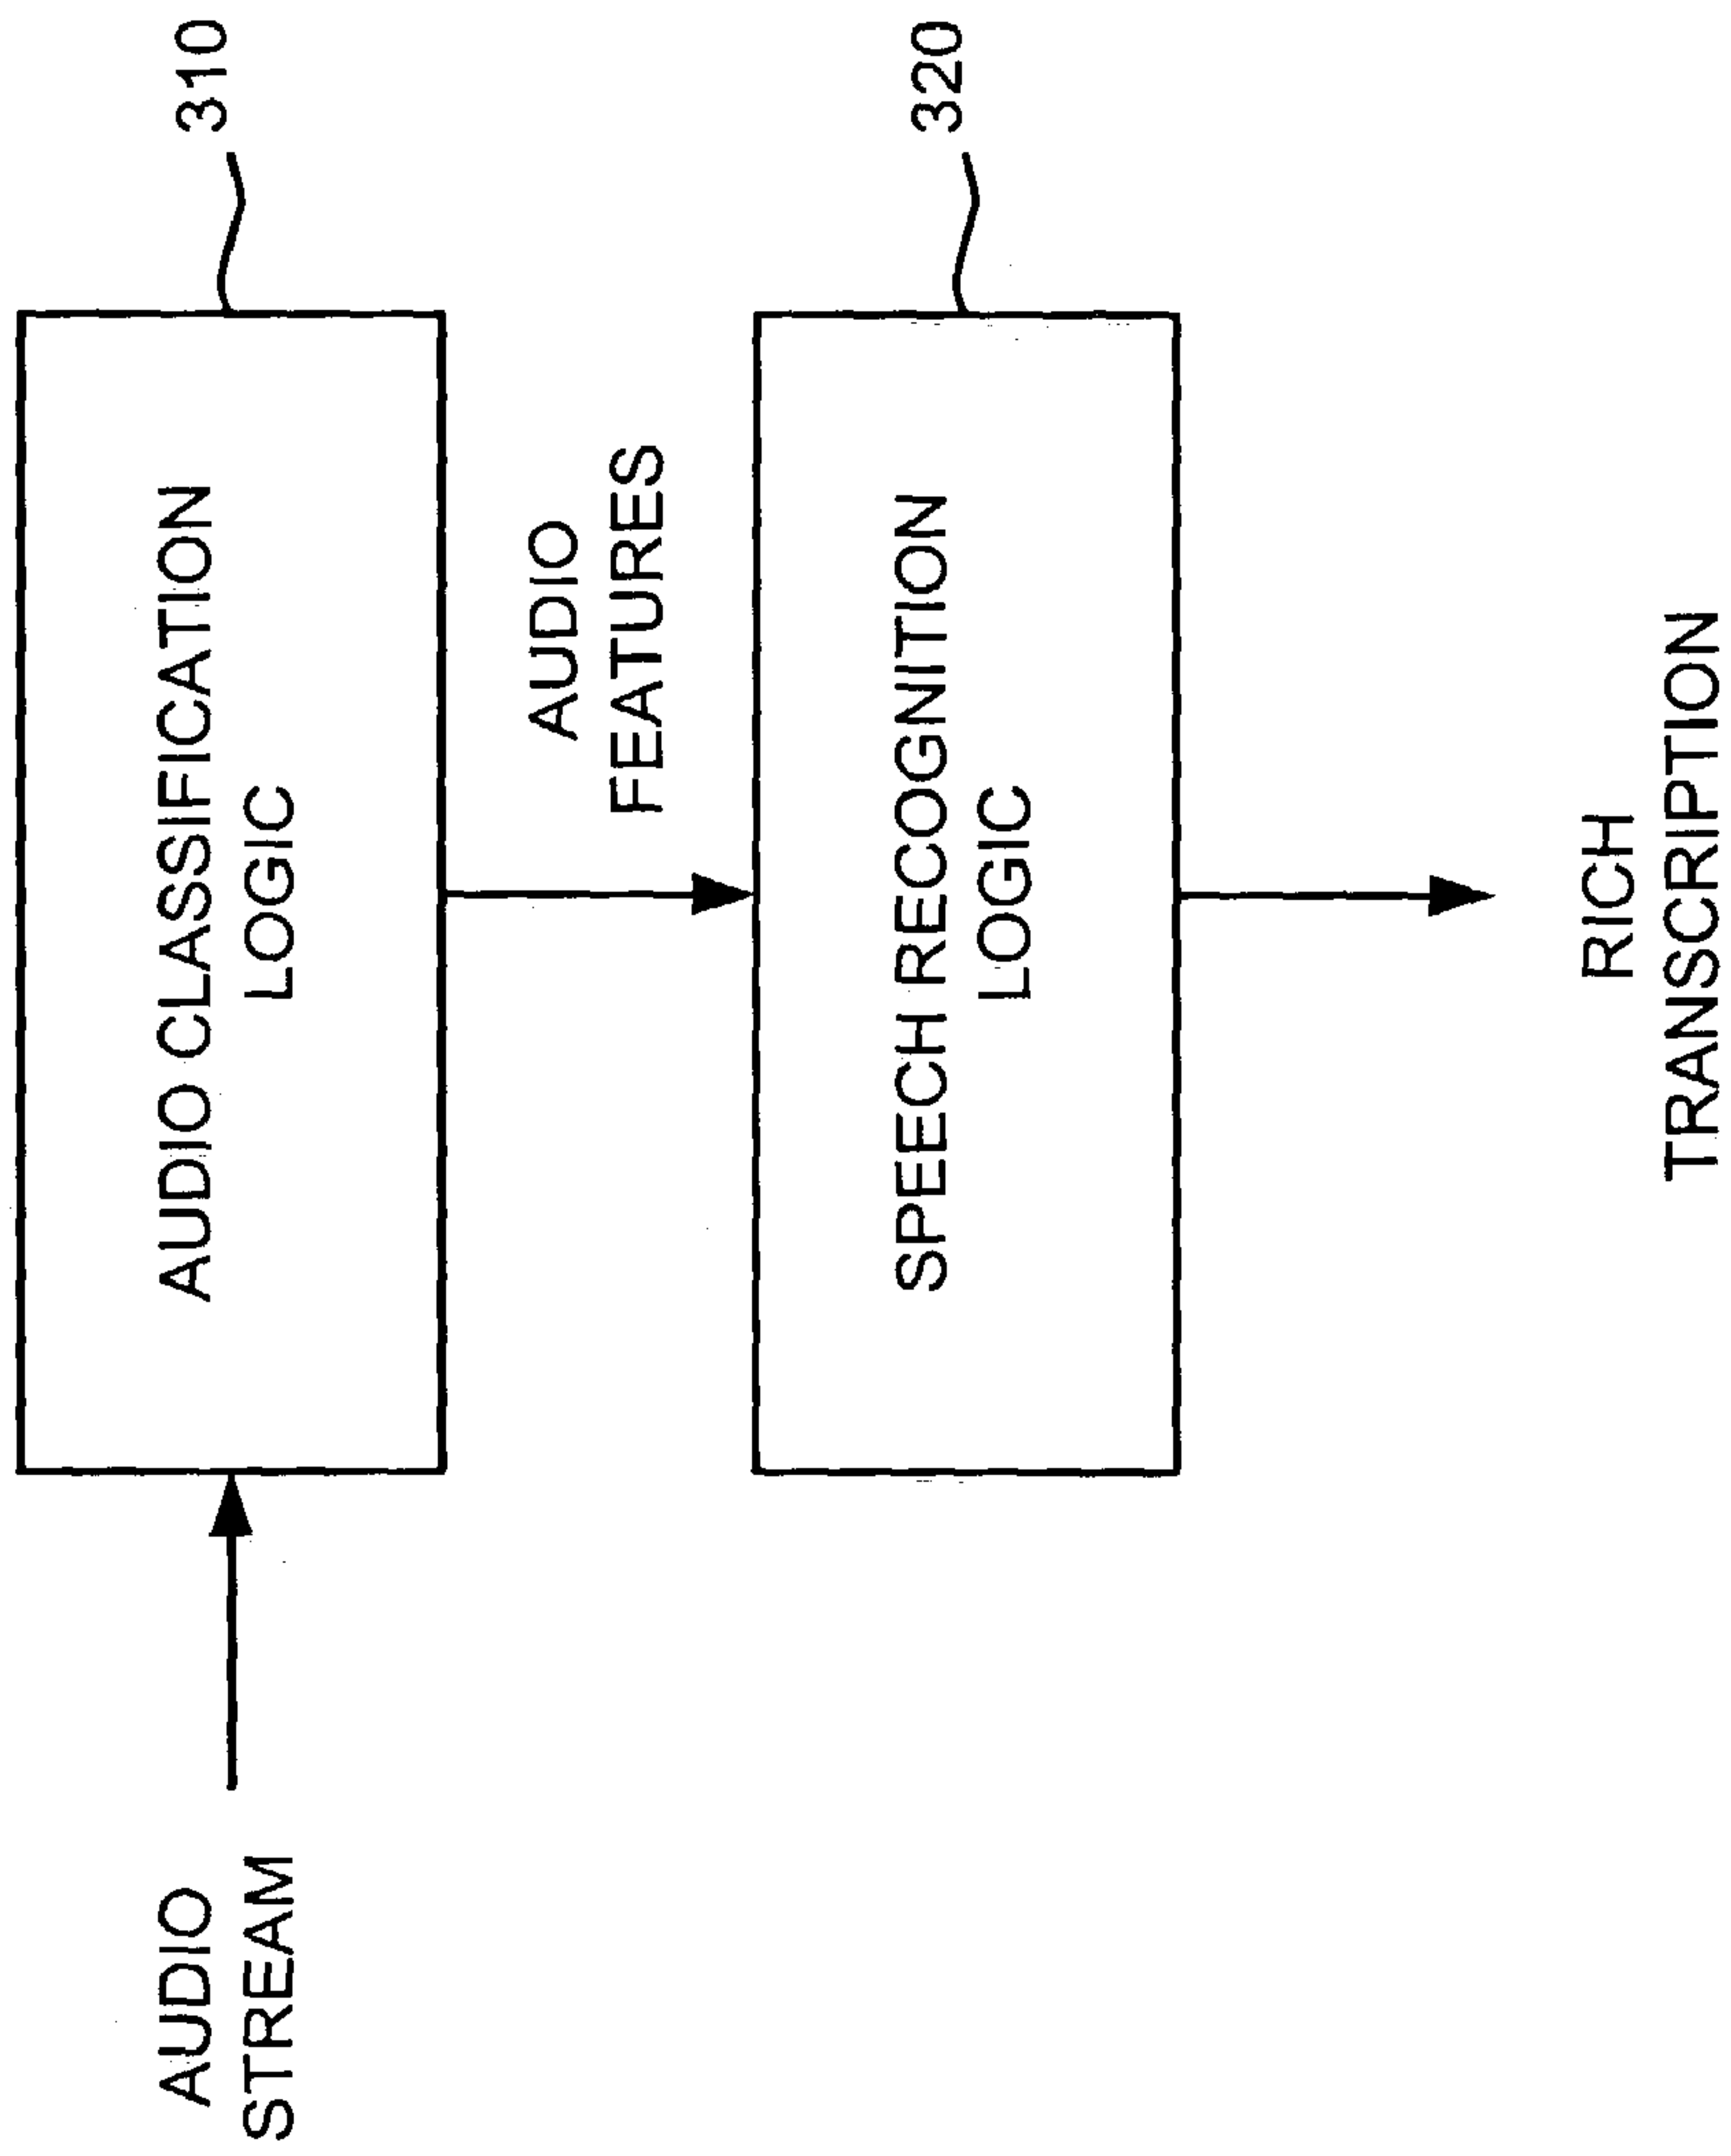 AUDIO
STREAM
AUDIO CLASSIFICATION
LOGIC
310
AUDIO
FEATURES
SPEECH RECOGNITION
LOGIC
320
RICH
TRANSCRIPTION